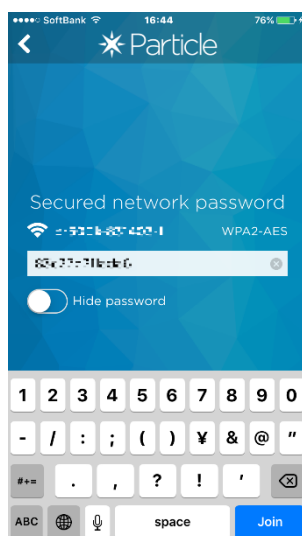 SoftBank 16:44 76%
Particle
Secured network password
WPA2-AES
Hide password
1 2 3 4 5 6 7 8 9 0
- / : ; ( ) ¥ & @ "
#+= . , ? ! '
ABC space Join